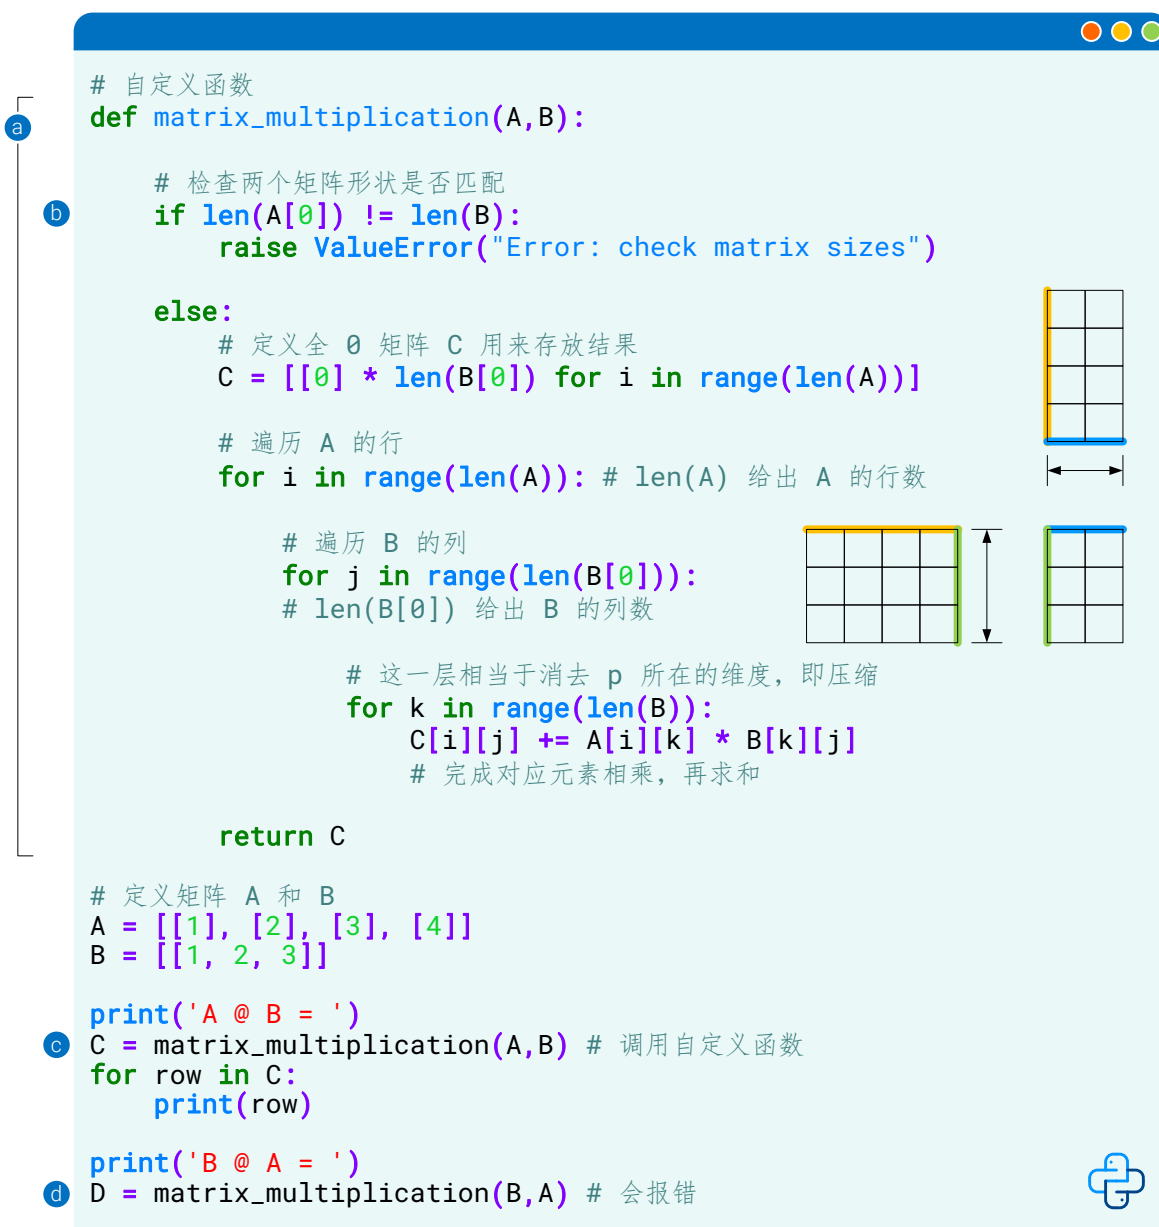 # 自定义函数
a
def matrix_multiplication(A,B):
# 检查两个矩阵形状是否匹配
b
if len(A[0]) != len(B):
raise ValueError("Error: check matrix sizes")
else:
# 定义全 0 矩阵 C 用来存放结果
C = [[0] * len(B[0]) for i in range(len(A))]
# 遍历 A 的行
for i in range(len(A)): # len(A) 给出 A 的行数
# 遍历 B 的列
for j in range(len(B[0])):
# len(B[0]) 给出 B 的列数
# 这一层相当于消去 p 所在的维度，即压缩
for k in range(len(B)):
C[i][j] += A[i][k] * B[k][j]
# 完成对应元素相乘，再求和
return C
# 定义矩阵 A 和 B
A = [[1], [2], [3], [4]]
B = [[1, 2, 3]]
print('A @ B = ')
c
C = matrix_multiplication(A,B) # 调用自定义函数
for row in C:
print(row)
print('B @ A = ')
d
D = matrix_multiplication(B,A) # 会报错